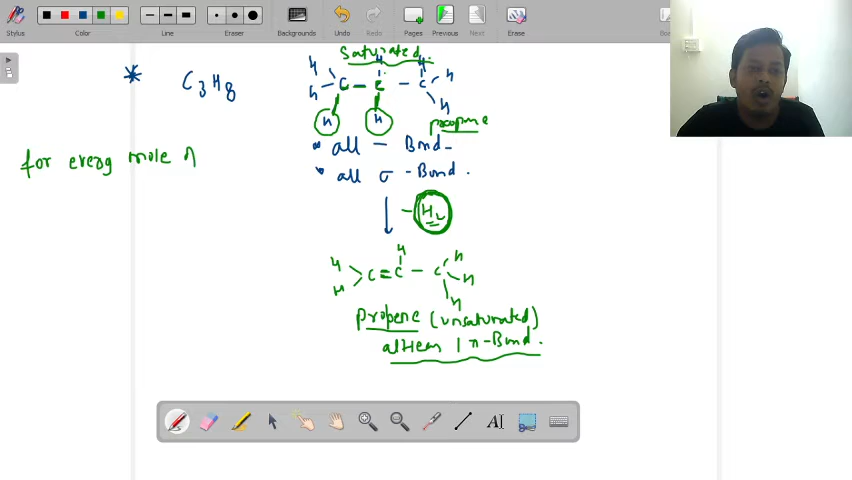 Stylus
Color
Line
Eraser
Backgrounds
Undo
Redo
Pages
Previous
Next
Erase
Saturated
* C3H8
H H H H
H C - C - C H
H H H
propane
for every mole of
• all — Bond
• all σ - Bond.
- H2
H H H
H C = C - C H
H
propene (unsaturated)
1 π-Bond.